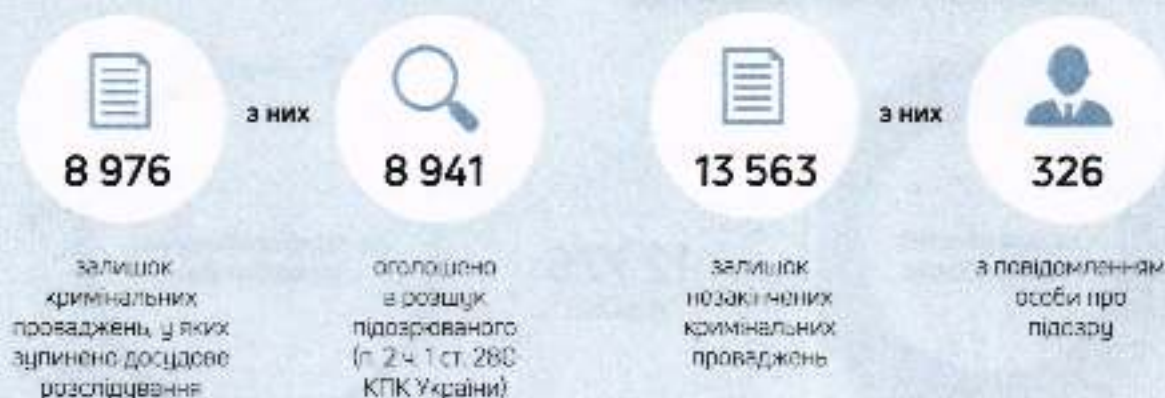 8 976
залишок
кримінальних
проваджень, у яких
зупинено досудове
розслідування
з них
8 941
оголошено
в розшук
підозрюваного
(п. 2 ч. 1 ст. 280
КПК України)
13 563
залишок
незакінчених
кримінальних
проваджень
з них
326
з повідомленням
особи про
підозру